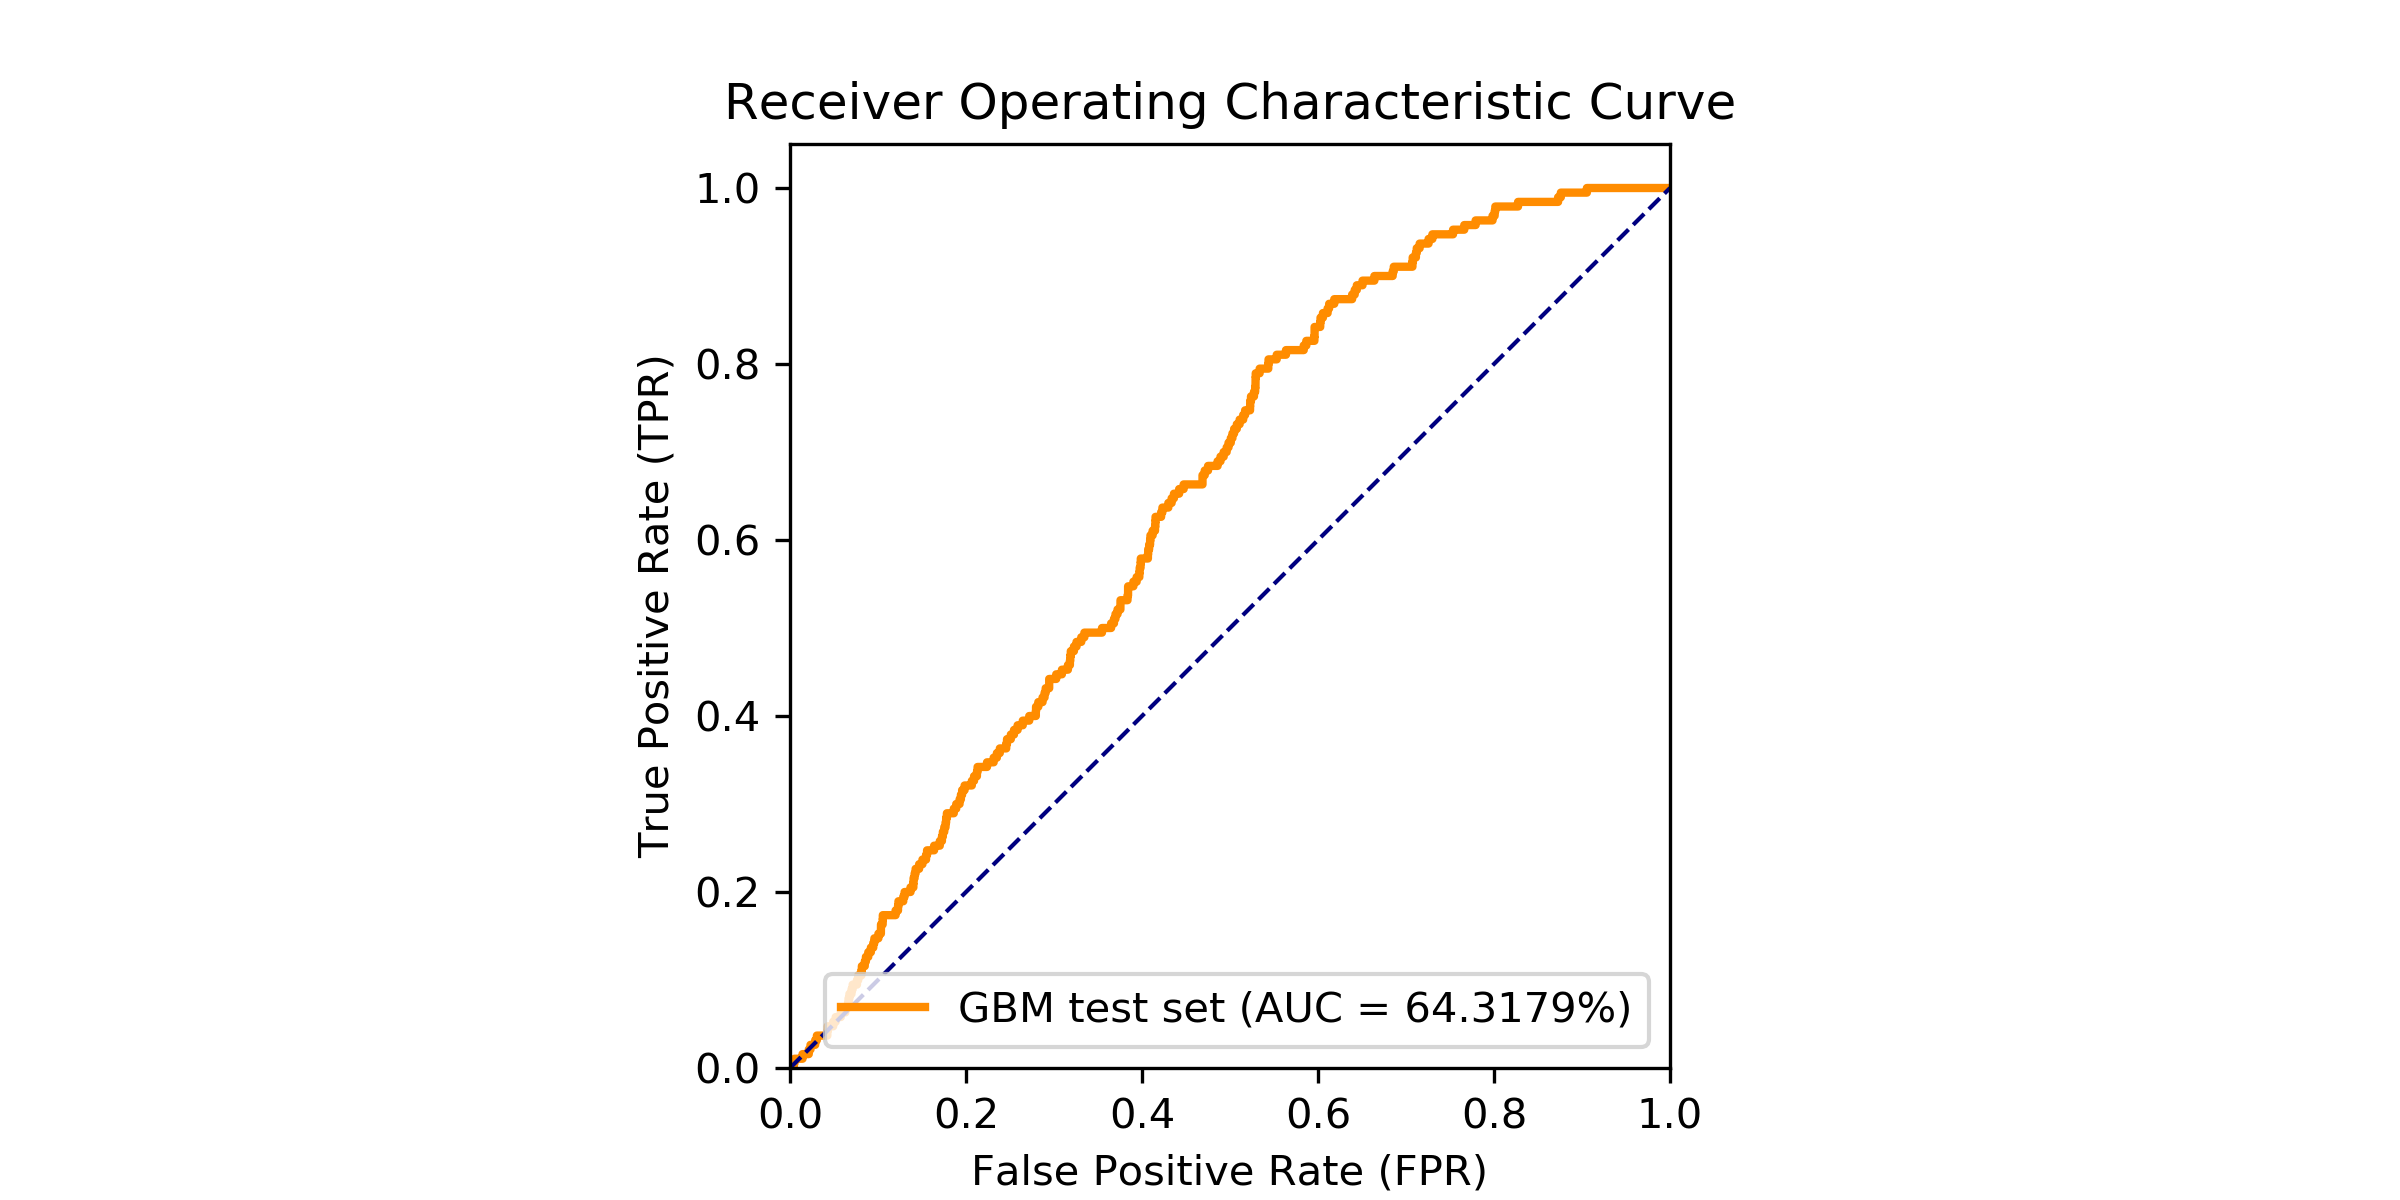 Receiver Operating Characteristic Curve
1.0
0.8
0.6
0.4
0.2
0.0
True Positive Rate (TPR)
GBM test set (AUC = 64.3179%)
0.0 0.2 0.4 0.6 0.8 1.0
False Positive Rate (FPR)